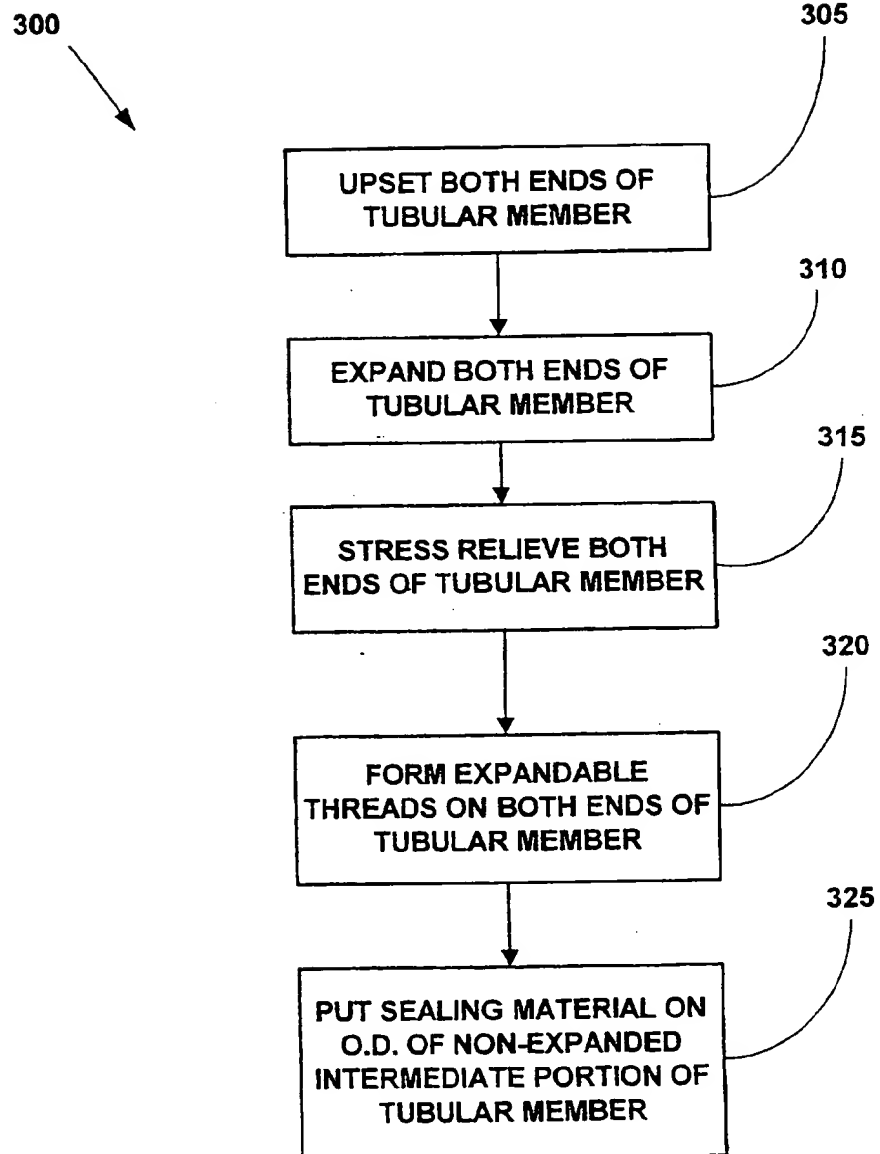 300
305
UPSET BOTH ENDS OF
TUBULAR MEMBER
310
EXPAND BOTH ENDS OF
TUBULAR MEMBER
315
STRESS RELIEVE BOTH
ENDS OF TUBULAR MEMBER
320
FORM EXPANDABLE
THREADS ON BOTH ENDS OF
TUBULAR MEMBER
325
PUT SEALING MATERIAL ON
O.D. OF NON-EXPANDED
INTERMEDIATE PORTION OF
TUBULAR MEMBER